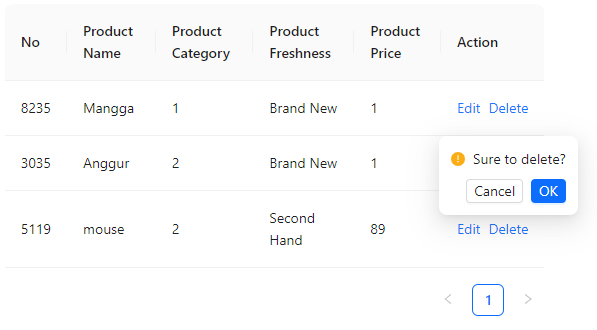 No Product Name Product Category Product Freshness Product Price Action
8235 Mangga 1 Brand New 1 Edit Delete
3035 Anggur 2 Brand New 1
Sure to delete?
Cancel OK
5119 mouse 2 Second Hand 89 Edit Delete
< 1 >